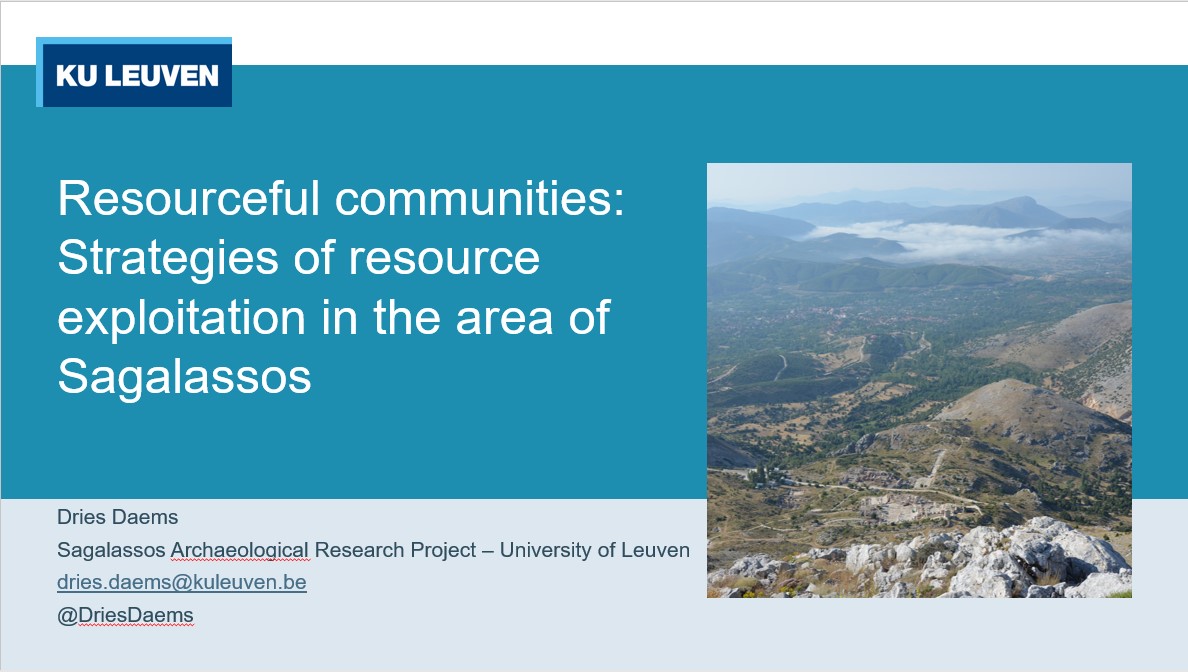 KU LEUVEN
Resourceful communities:
Strategies of resource
exploitation in the area of
Sagalassos
Dries Daems
Sagalassos Archaeological Research Project – University of Leuven
dries.daems@kuleuven.be
@DriesDaems